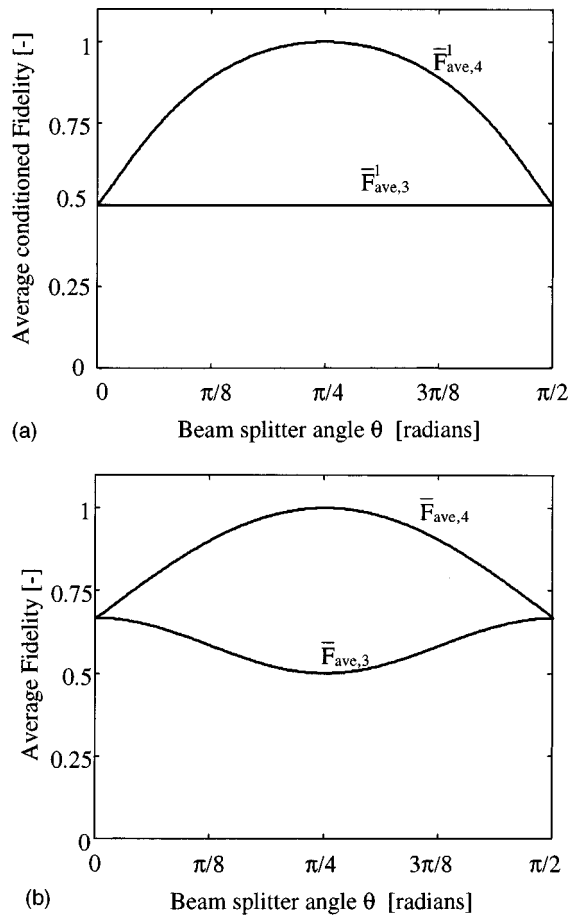 Average conditioned Fidelity [-]
1
0.75
0.5
0.25
0
F̿¹ave,4
F̿¹ave,3
0 π/8 π/4 3π/8 π/2
(a) Beam splitter angle θ [radians]
Average Fidelity [-]
1
0.75
0.5
0.25
0
F̿ave,4
F̿ave,3
0 π/8 π/4 3π/8 π/2
(b) Beam splitter angle θ [radians]